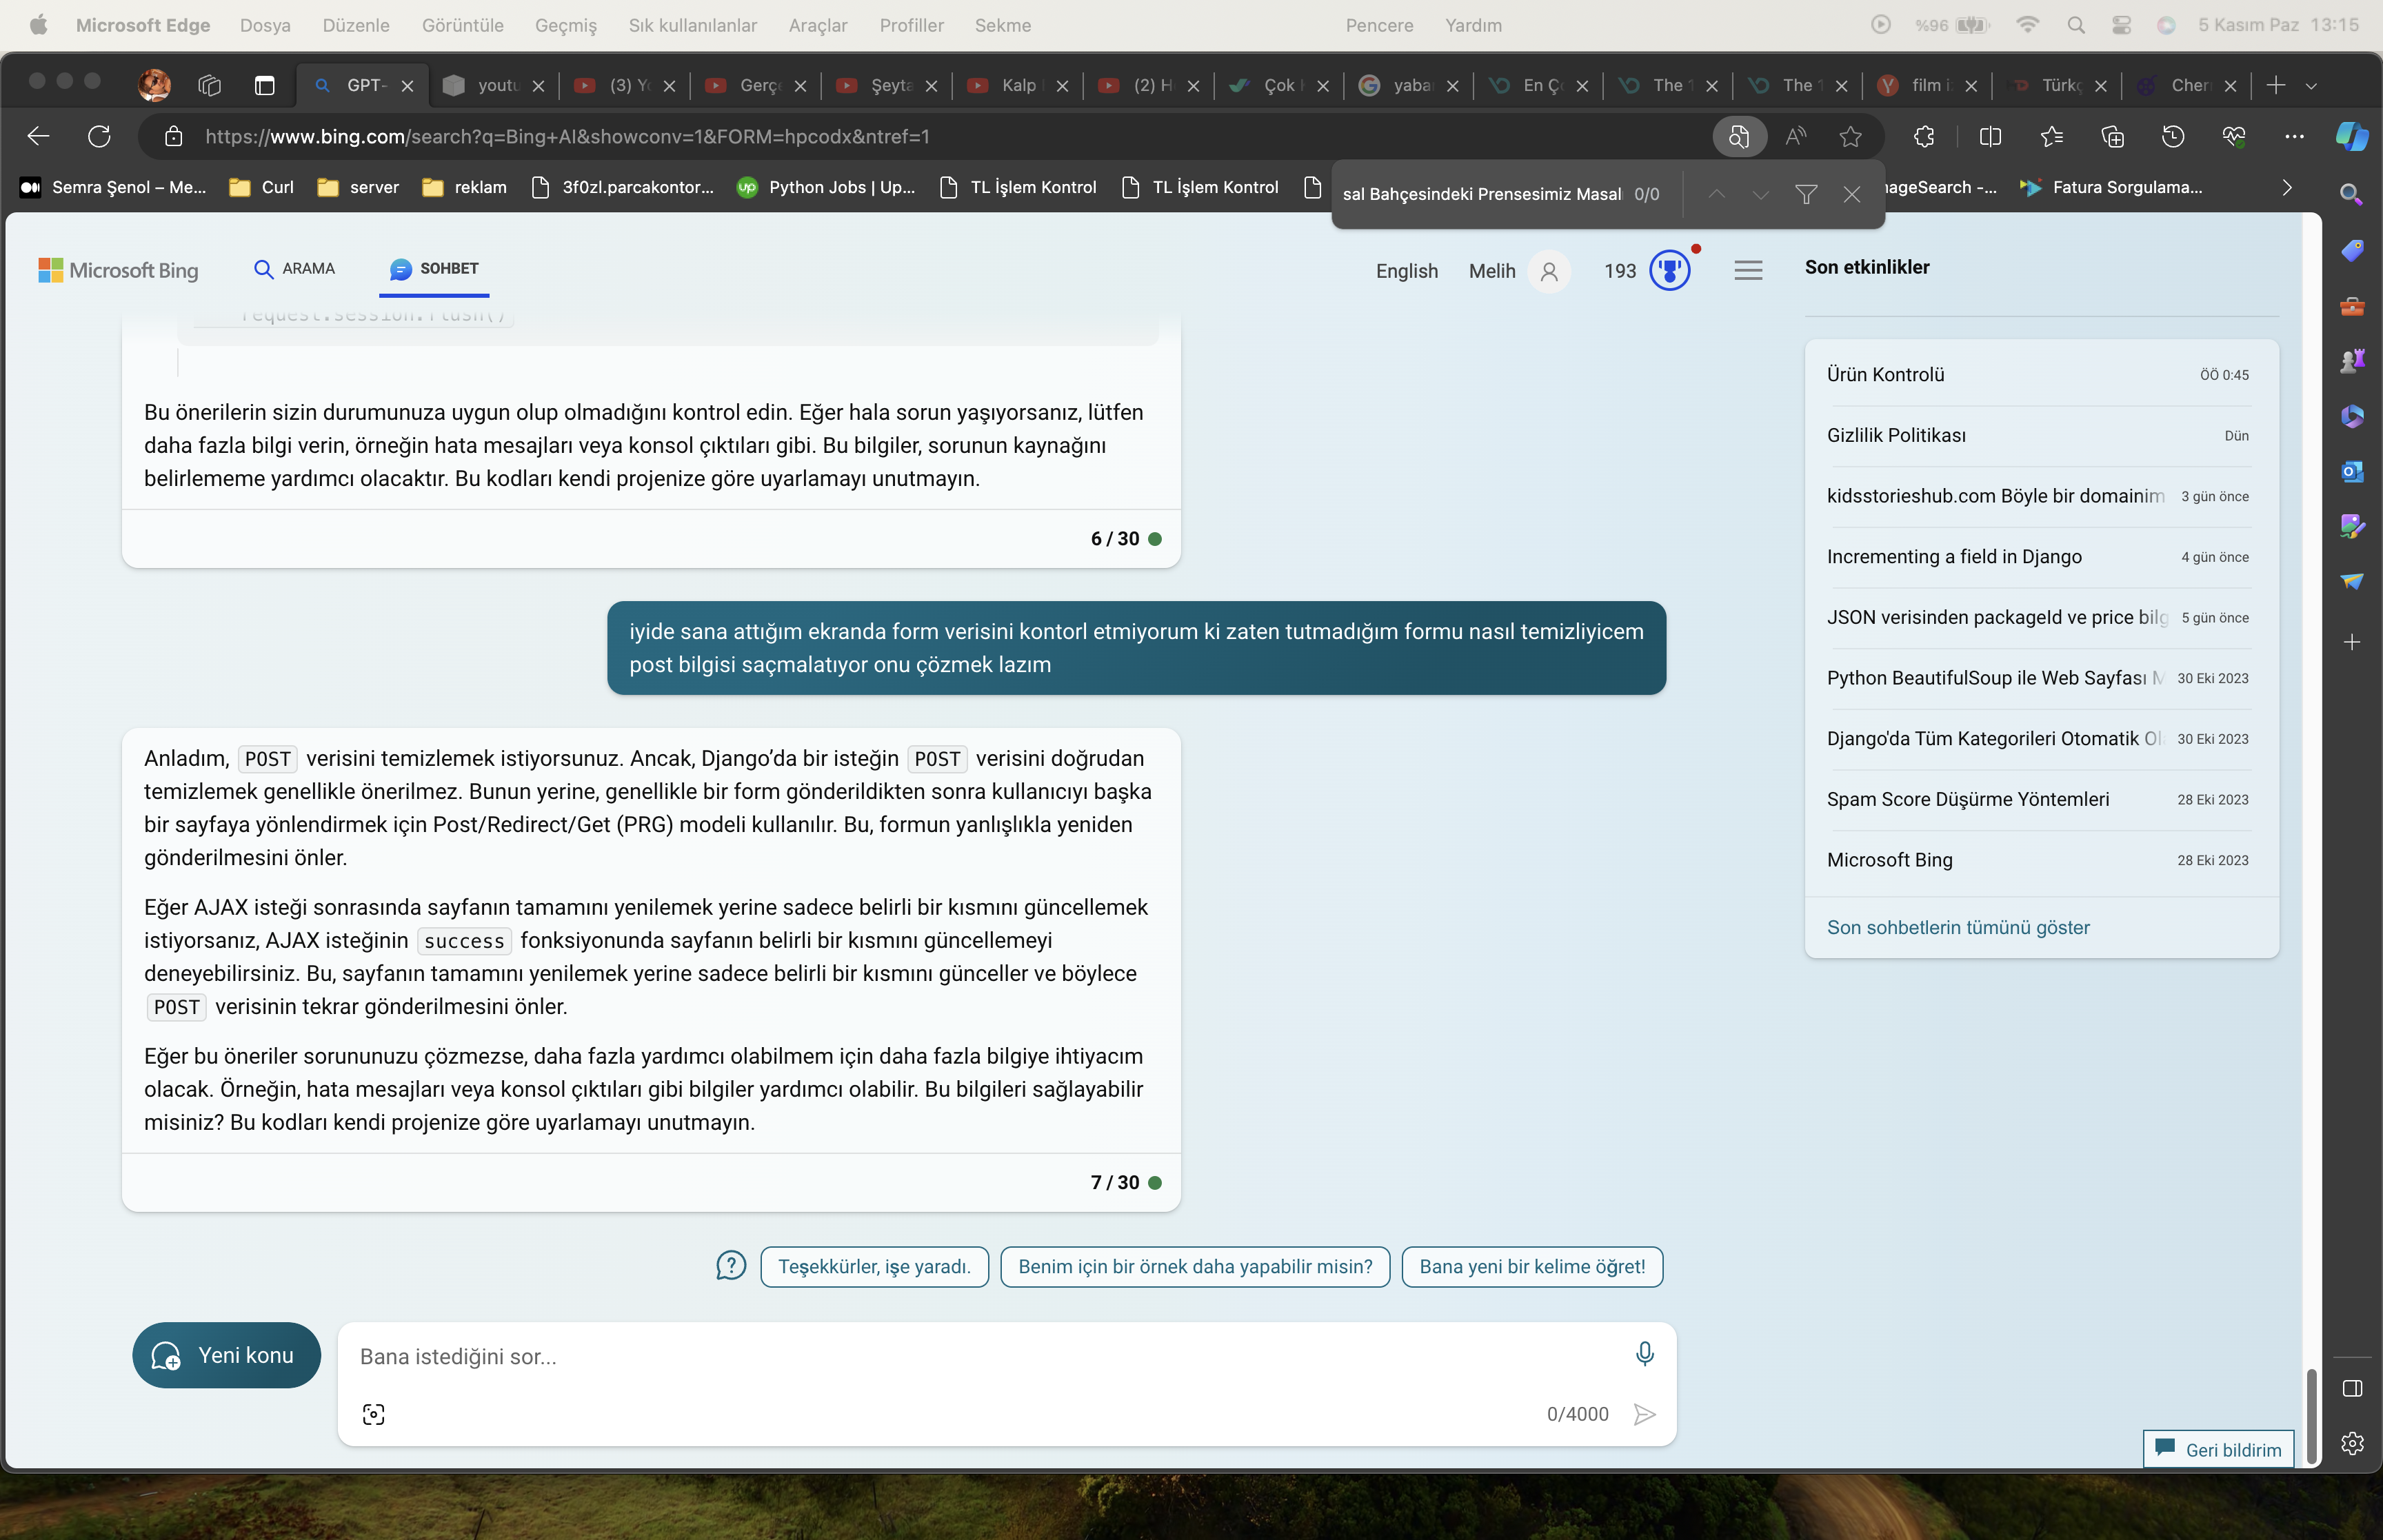 Microsoft Edge Dosya Düzenle Görüntüle Geçmiş Sık kullanılanlar Araçlar Profiller Sekme Pencere Yardım %96 5 Kasım Paz 13:15
GPT- youtu (3) Y Gerçe Şeyta Kalp (2) H Çok yaba En Ç The 1 The 1 film i Türkç Cher
https://www.bing.com/search?q=Bing+AI&showconv=1&FORM=hpcodx&ntref=1
Semra Şenol – Me... Curl server reklam 3f0zl.parcakontor... Python Jobs | Up... TL İşlem Kontrol TL İşlem Kontrol nageSearch -... Fatura Sorgulama...
sal Bahçesindeki Prensesimiz Masal 0/0
Microsoft Bing ARAMA SOHBET English Melih 193
request.session.flush()
Bu önerilerin sizin durumunuza uygun olup olmadığını kontrol edin. Eğer hala sorun yaşıyorsanız, lütfen
daha fazla bilgi verin, örneğin hata mesajları veya konsol çıktıları gibi. Bu bilgiler, sorunun kaynağını
belirlememe yardımcı olacaktır. Bu kodları kendi projenize göre uyarlamayı unutmayın.
6 / 30
iyide sana attığım ekranda form verisini kontorl etmiyorum ki zaten tutmadığım formu nasıl temizliyicem
post bilgisi saçmalatıyor onu çözmek lazım
Anladım, POST verisini temizlemek istiyorsunuz. Ancak, Django’da bir isteğin POST verisini doğrudan
temizlemek genellikle önerilmez. Bunun yerine, genellikle bir form gönderildikten sonra kullanıcıyı başka
bir sayfaya yönlendirmek için Post/Redirect/Get (PRG) modeli kullanılır. Bu, formun yanlışlıkla yeniden
gönderilmesini önler.
Eğer AJAX isteği sonrasında sayfanın tamamını yenilemek yerine sadece belirli bir kısmını güncellemek
istiyorsanız, AJAX isteğinin success fonksiyonunda sayfanın belirli bir kısmını güncellemeyi
deneyebilirsiniz. Bu, sayfanın tamamını yenilemek yerine sadece belirli bir kısmını günceller ve böylece
POST verisinin tekrar gönderilmesini önler.
Eğer bu öneriler sorununuzu çözmezse, daha fazla yardımcı olabilmem için daha fazla bilgiye ihtiyacım
olacak. Örneğin, hata mesajları veya konsol çıktıları gibi bilgiler yardımcı olabilir. Bu bilgileri sağlayabilir
misiniz? Bu kodları kendi projenize göre uyarlamayı unutmayın.
7 / 30
Teşekkürler, işe yaradı. Benim için bir örnek daha yapabilir misin? Bana yeni bir kelime öğret!
Yeni konu
Bana istediğini sor...
0/4000
Son etkinlikler
Ürün Kontrolü ÖÖ 0:45
Gizlilik Politikası Dün
kidsstorieshub.com Böyle bir domainim 3 gün önce
Incrementing a field in Django 4 gün önce
JSON verisinden packageId ve price bilg 5 gün önce
Python BeautifulSoup ile Web Sayfası M 30 Eki 2023
Django'da Tüm Kategorileri Otomatik Ol 30 Eki 2023
Spam Score Düşürme Yöntemleri 28 Eki 2023
Microsoft Bing 28 Eki 2023
Son sohbetlerin tümünü göster
Geri bildirim